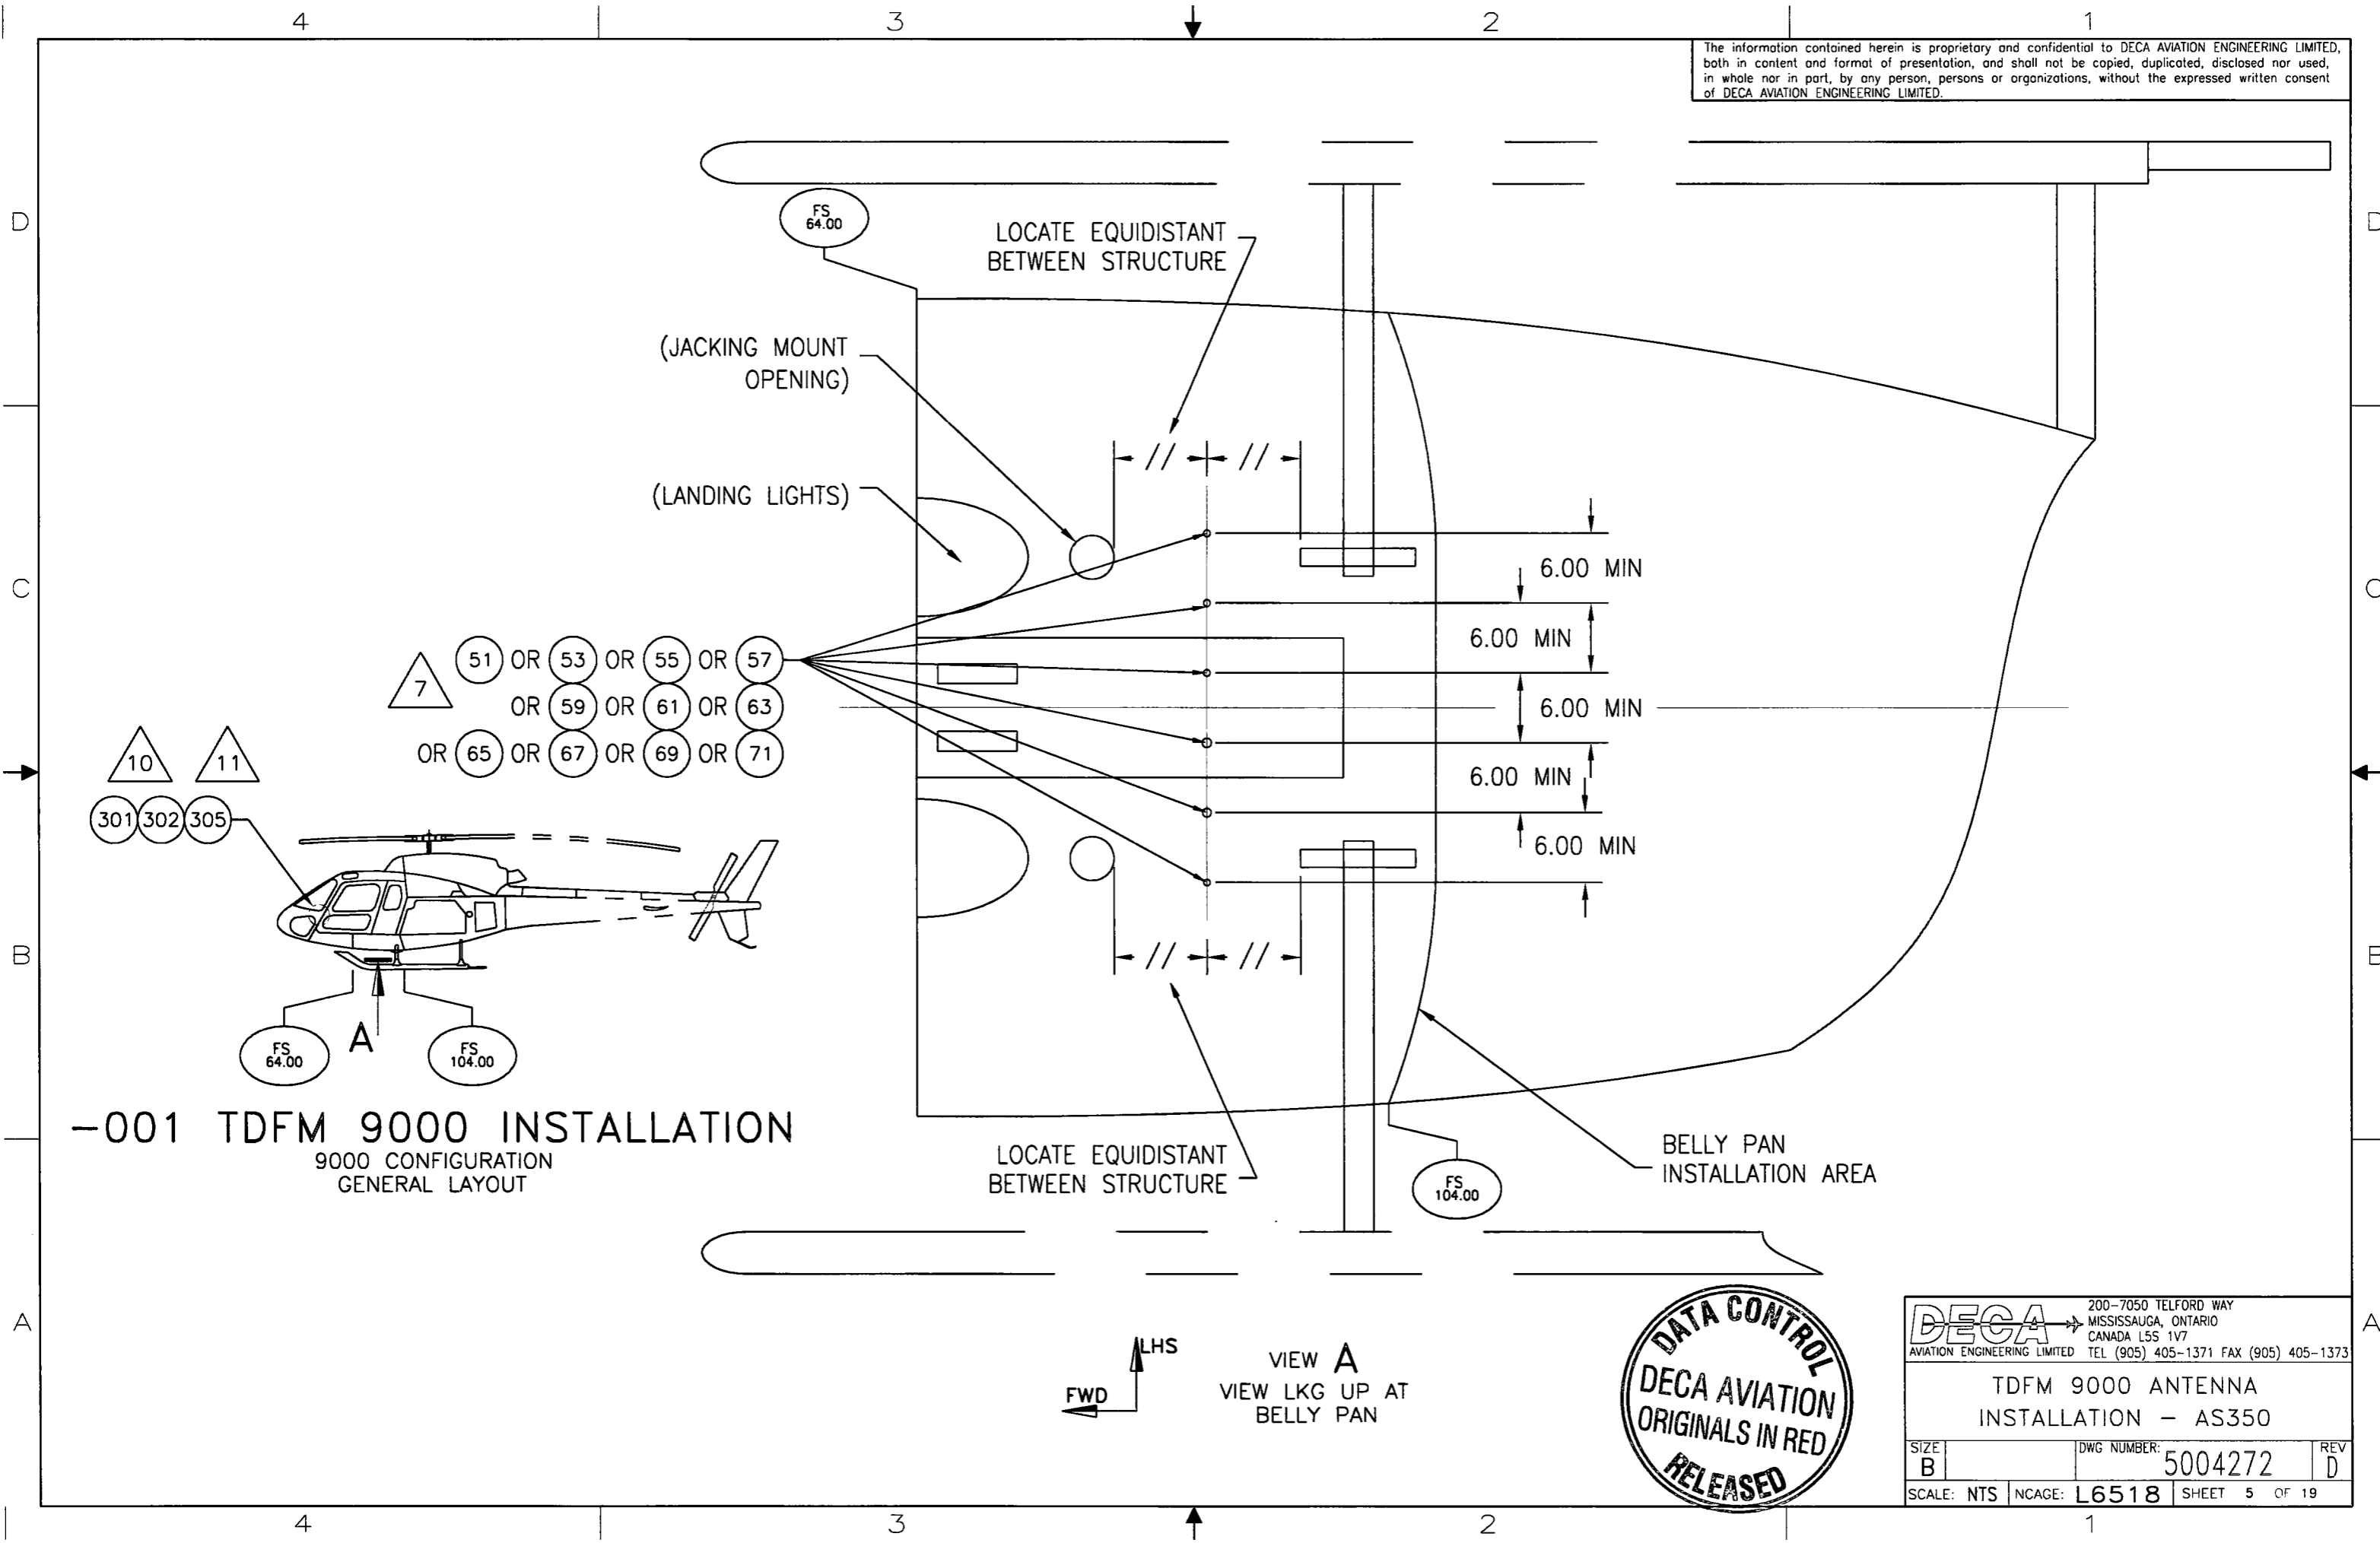 4
3
2
1
The information contained herein is proprietary and confidential to DECA AVIATION ENGINEERING LIMITED,
both in content and format of presentation, and shall not be copied, duplicated, disclosed nor used,
in whole nor in part, by any person, persons or organizations, without the expressed written consent
of DECA AVIATION ENGINEERING LIMITED.
D
D
FS
64.00
LOCATE EQUIDISTANT
BETWEEN STRUCTURE
(JACKING MOUNT
OPENING)
// //
(LANDING LIGHTS)
C
C
6.00 MIN
6.00 MIN
6.00 MIN
6.00 MIN
6.00 MIN
7
51 OR 53 OR 55 OR 57
OR 59 OR 61 OR 63
OR 65 OR 67 OR 69 OR 71
10 11
301 302 305
B
B
// //
FS
64.00
A
FS
104.00
-001 TDFM 9000 INSTALLATION
9000 CONFIGURATION
GENERAL LAYOUT
LOCATE EQUIDISTANT
BETWEEN STRUCTURE
FS
104.00
BELLY PAN
INSTALLATION AREA
A
A
LHS
FWD
VIEW A
VIEW LKG UP AT
BELLY PAN
DATA CONTROL
DECA AVIATION
ORIGINALS IN RED
RELEASED
DECA
200-7050 TELFORD WAY
MISSISSAUGA, ONTARIO
CANADA L5S 1V7
AVIATION ENGINEERING LIMITED TEL (905) 405-1371 FAX (905) 405-1373
TDFM 9000 ANTENNA
INSTALLATION - AS350
SIZE
B
DWG NUMBER:
5004272
REV
D
SCALE: NTS NCAGE: L6518 SHEET 5 OF 19
4
3
2
1